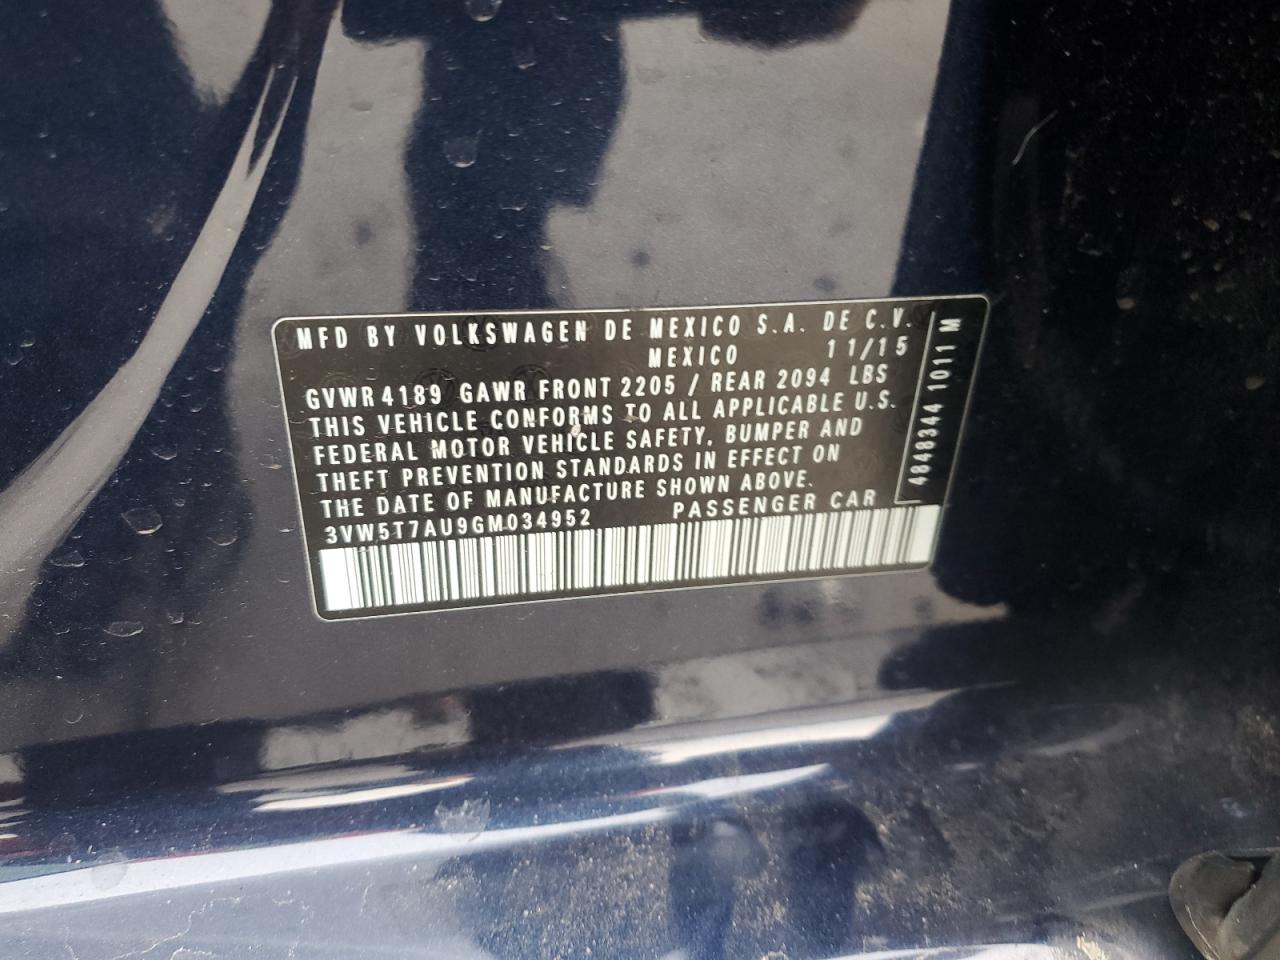 MFD BY VOLKSWAGEN DE MEXICO S.A. DE C.V.
MEXICO 11/15
GVWR 4189 GAWR FRONT 2205 / REAR 2094 LBS
THIS VEHICLE CONFORMS TO ALL APPLICABLE U.S.
FEDERAL MOTOR VEHICLE SAFETY, BUMPER AND
THEFT PREVENTION STANDARDS IN EFFECT ON
THE DATE OF MANUFACTURE SHOWN ABOVE.
3VW5T7AU9GM034952 PASSENGER CAR
4848344 1011 M